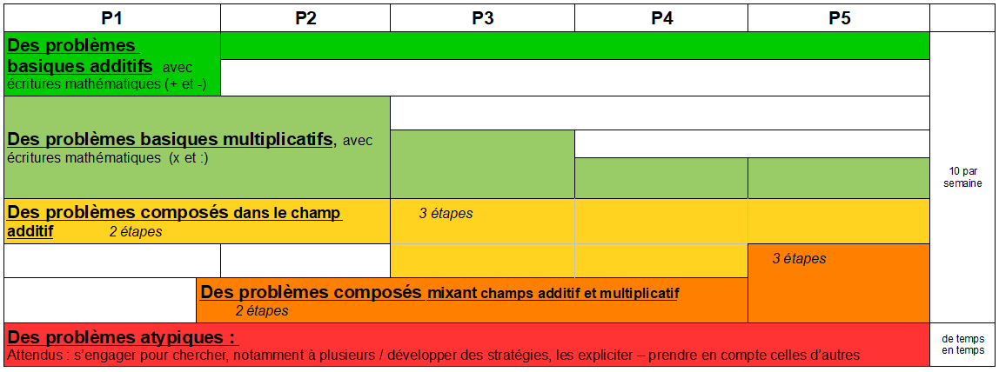 P1 P2 P3 P4 P5
Des problèmes
basiques additifs avec
écritures mathématiques (+ et -)
Des problèmes basiques multiplicatifs, avec
écritures mathématiques (x et :)
10 par
semaine
Des problèmes composés dans le champ
additif 2 étapes
3 étapes
3 étapes
Des problèmes composés mixant champs additif et multiplicatif
2 étapes
Des problèmes atypiques :
Attendus : s’engager pour chercher, notamment à plusieurs / développer des stratégies, les expliciter – prendre en compte celles d’autres
de temps
en temps